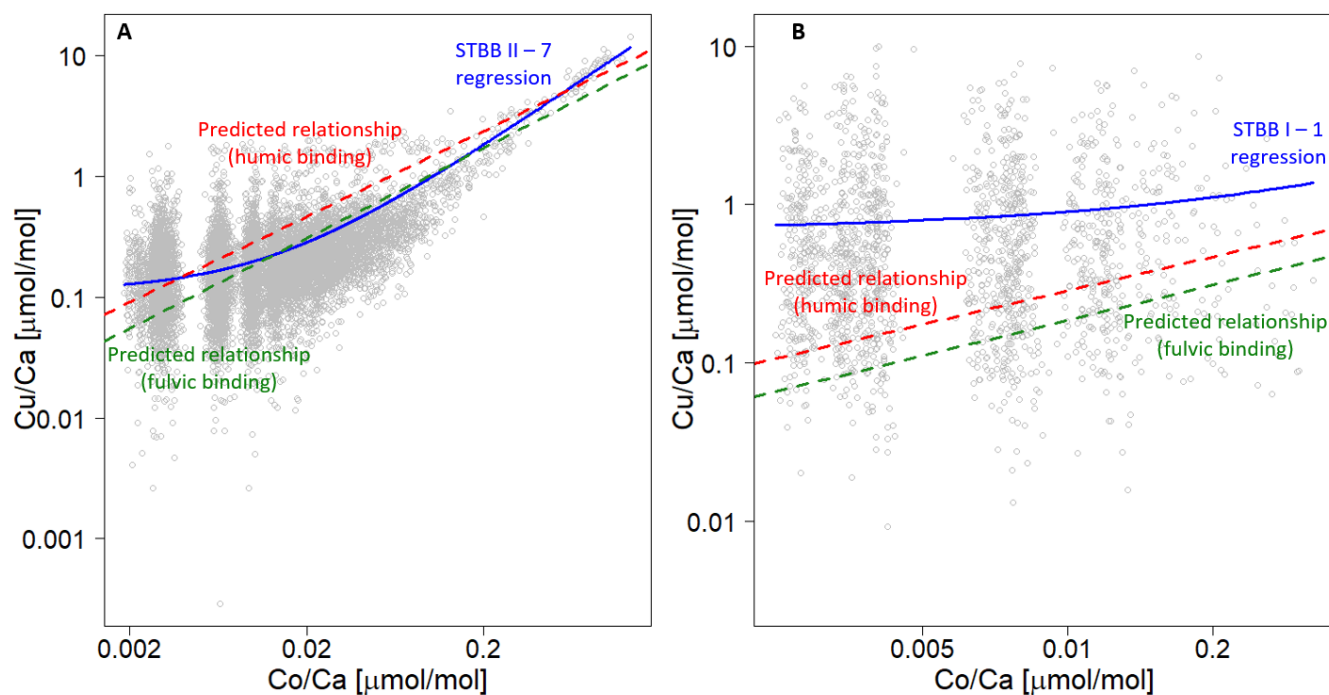 A
10
1
0.1
0.01
0.001
Cu/Ca [μmol/mol]
STBB II – 7
regression
Predicted relationship
(humic binding)
Predicted relationship
(fulvic binding)
0.002
0.02
0.2
Co/Ca [μmol/mol]
B
10
1
0.1
0.01
Cu/Ca [μmol/mol]
STBB I – 1
regression
Predicted relationship
(humic binding)
Predicted relationship
(fulvic binding)
0.005
0.01
0.2
Co/Ca [μmol/mol]